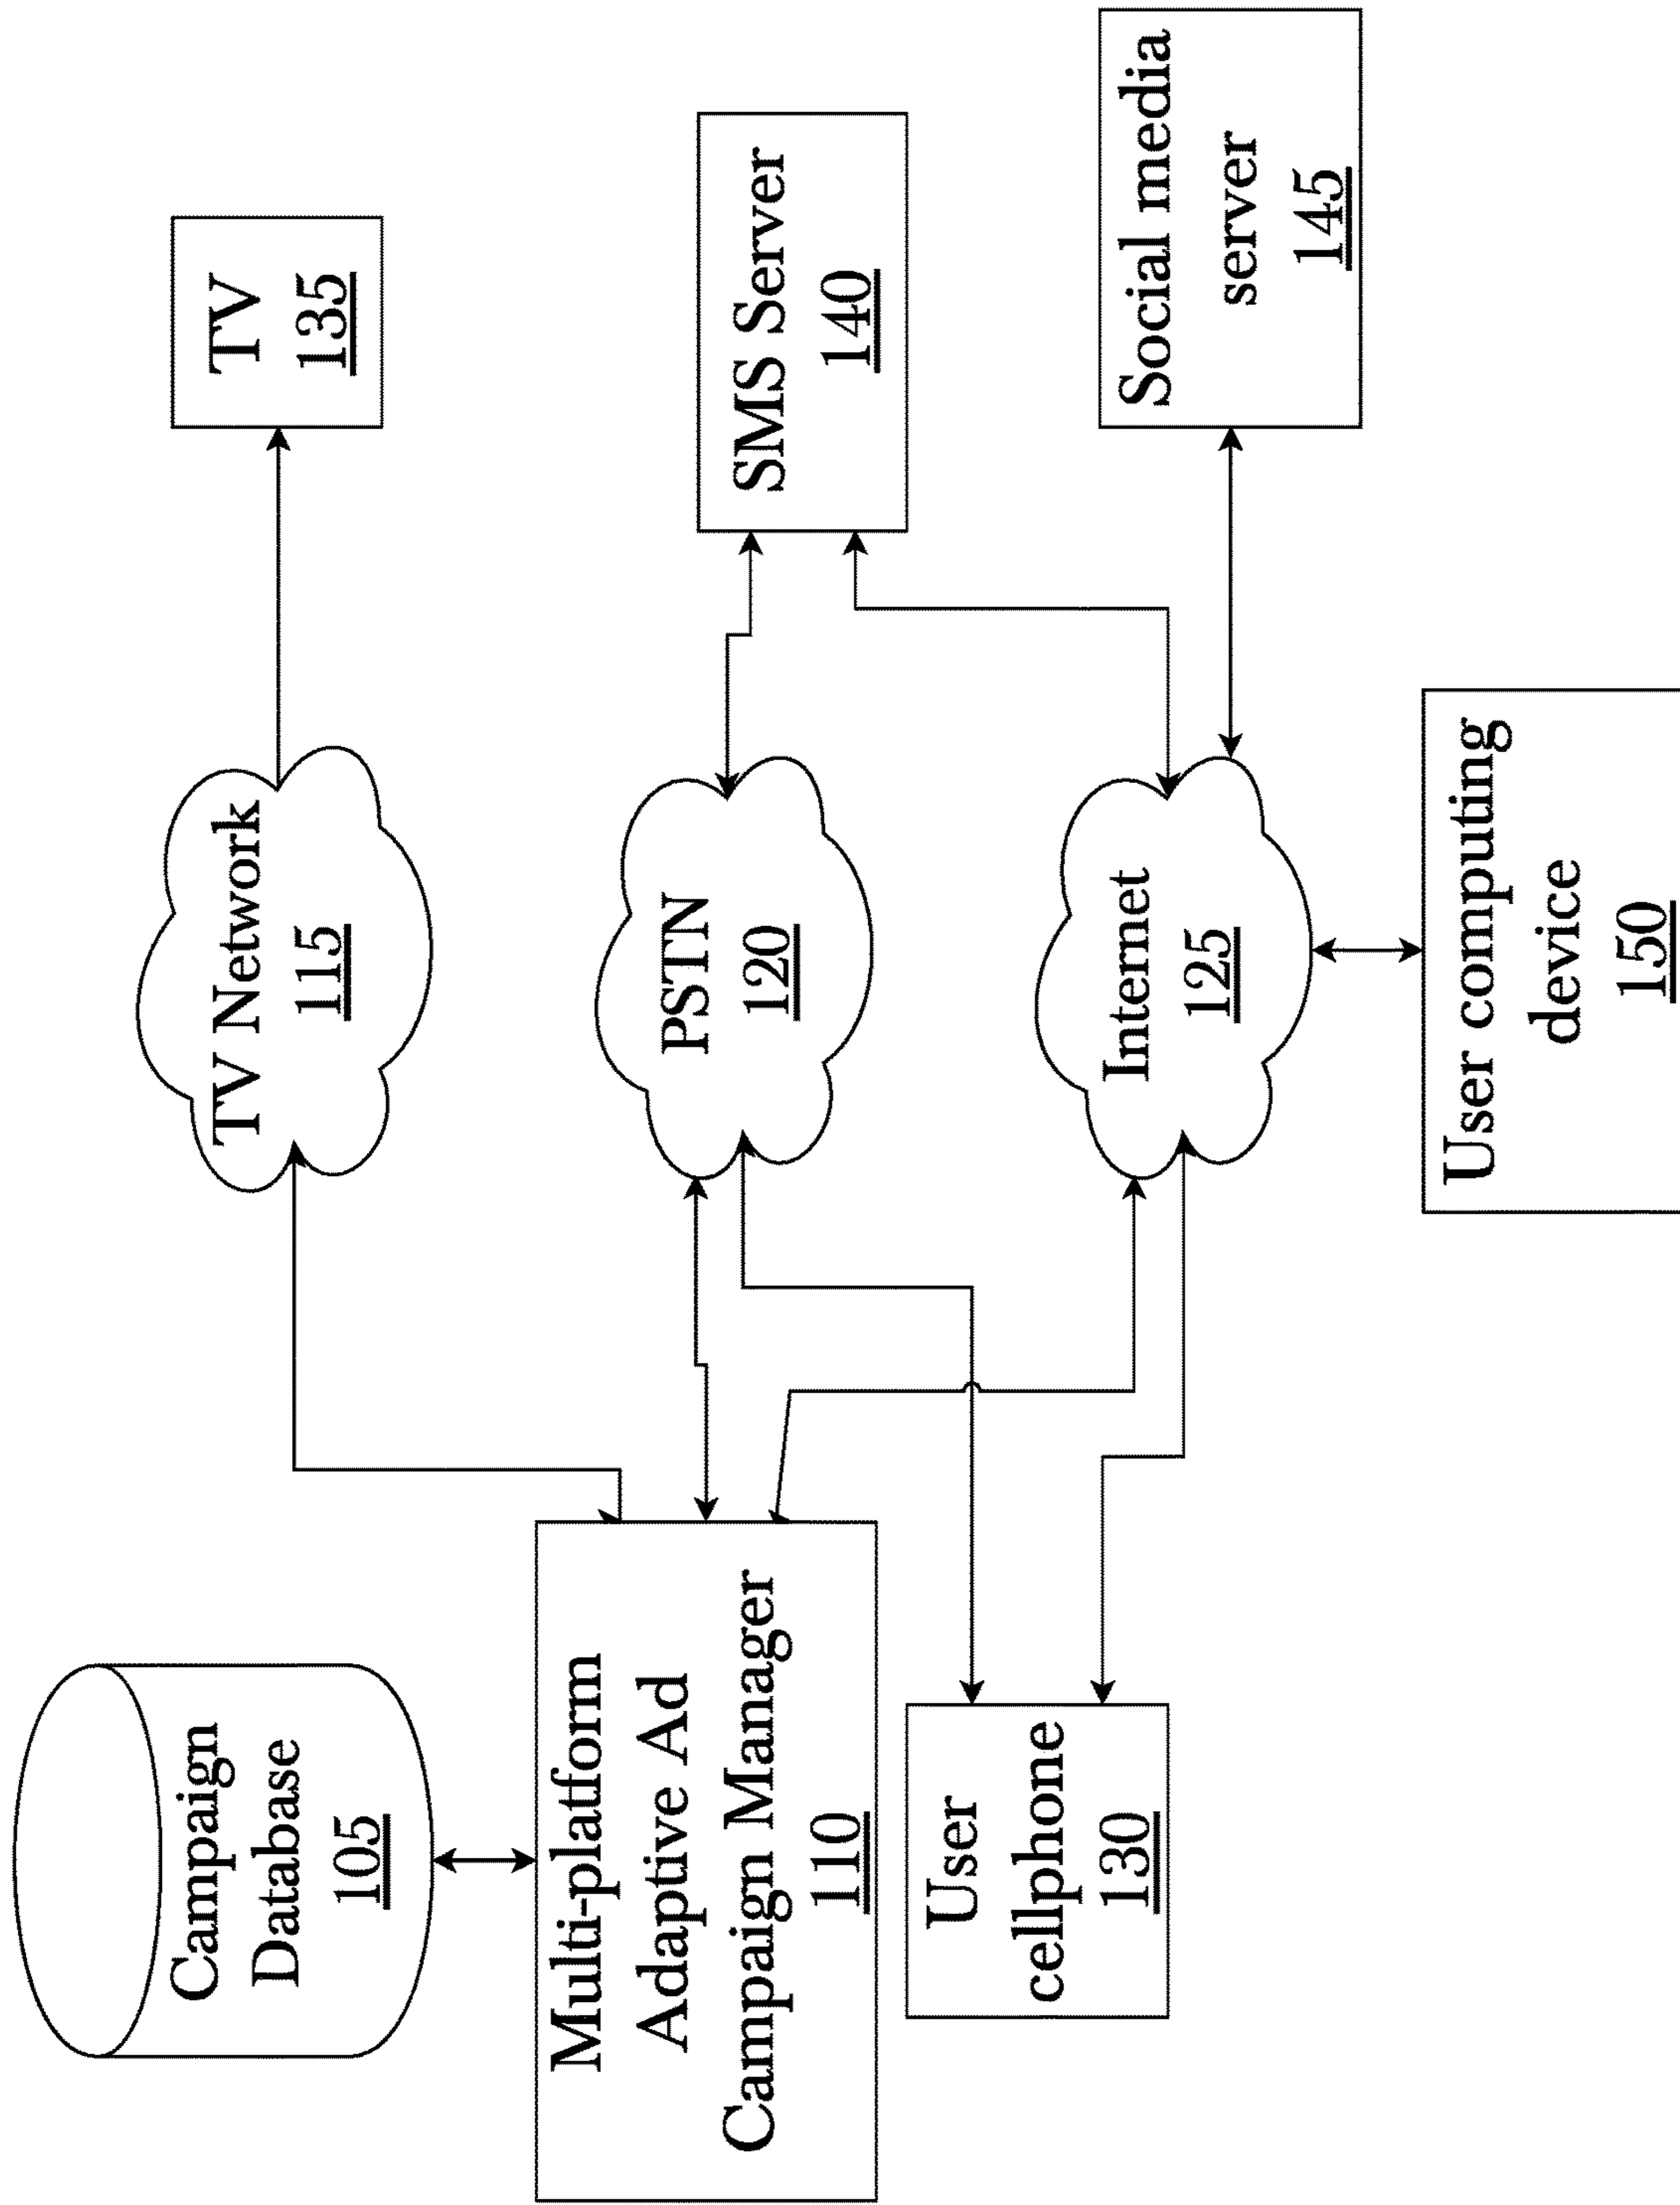 Campaign
Database
105
Multi-platform
Adaptive Ad
Campaign Manager
110
User
cellphone
130
TV Network
115
PSTN
120
Internet
125
User computing
device
150
TV
135
SMS Server
140
Social media
server
145